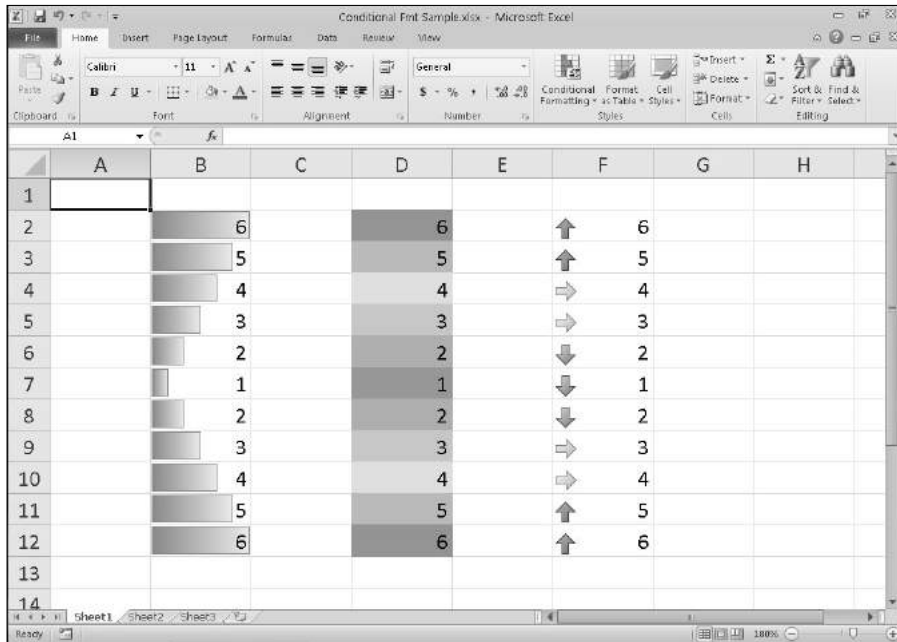 Conditional Fmt Sample.xlsx - Microsoft Excel
File Home Insert Page Layout Formulas Data Review View
Paste Calibri 11 A A General Conditional Formatting Format as Table Cell Styles Insert Delete Format Σ Sort & Filter Find & Select
B I U A $ % ,
Clipboard Font Alignment Number Styles Cells Editing
A1 fx
A B C D E F G H
1
2 6 6 6
3 5 5 5
4 4 4 4
5 3 3 3
6 2 2 2
7 1 1 1
8 2 2 2
9 3 3 3
10 4 4 4
11 5 5 5
12 6 6 6
13
14
Sheet1 Sheet2 Sheet3
Ready 180%